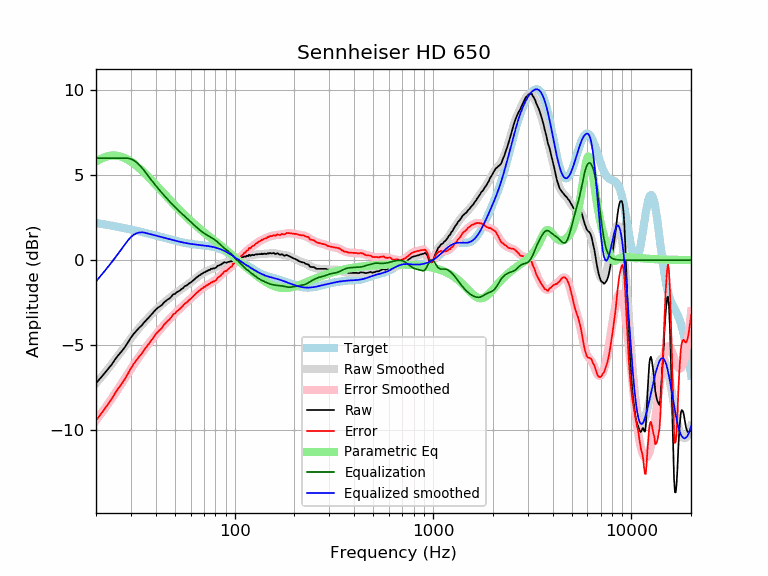 Sennheiser HD 650
Amplitude (dBr)
10
5
0
−5
−10
100
1000
10000
Frequency (Hz)
Target
Raw Smoothed
Error Smoothed
Raw
Error
Parametric Eq
Equalization
Equalized smoothed